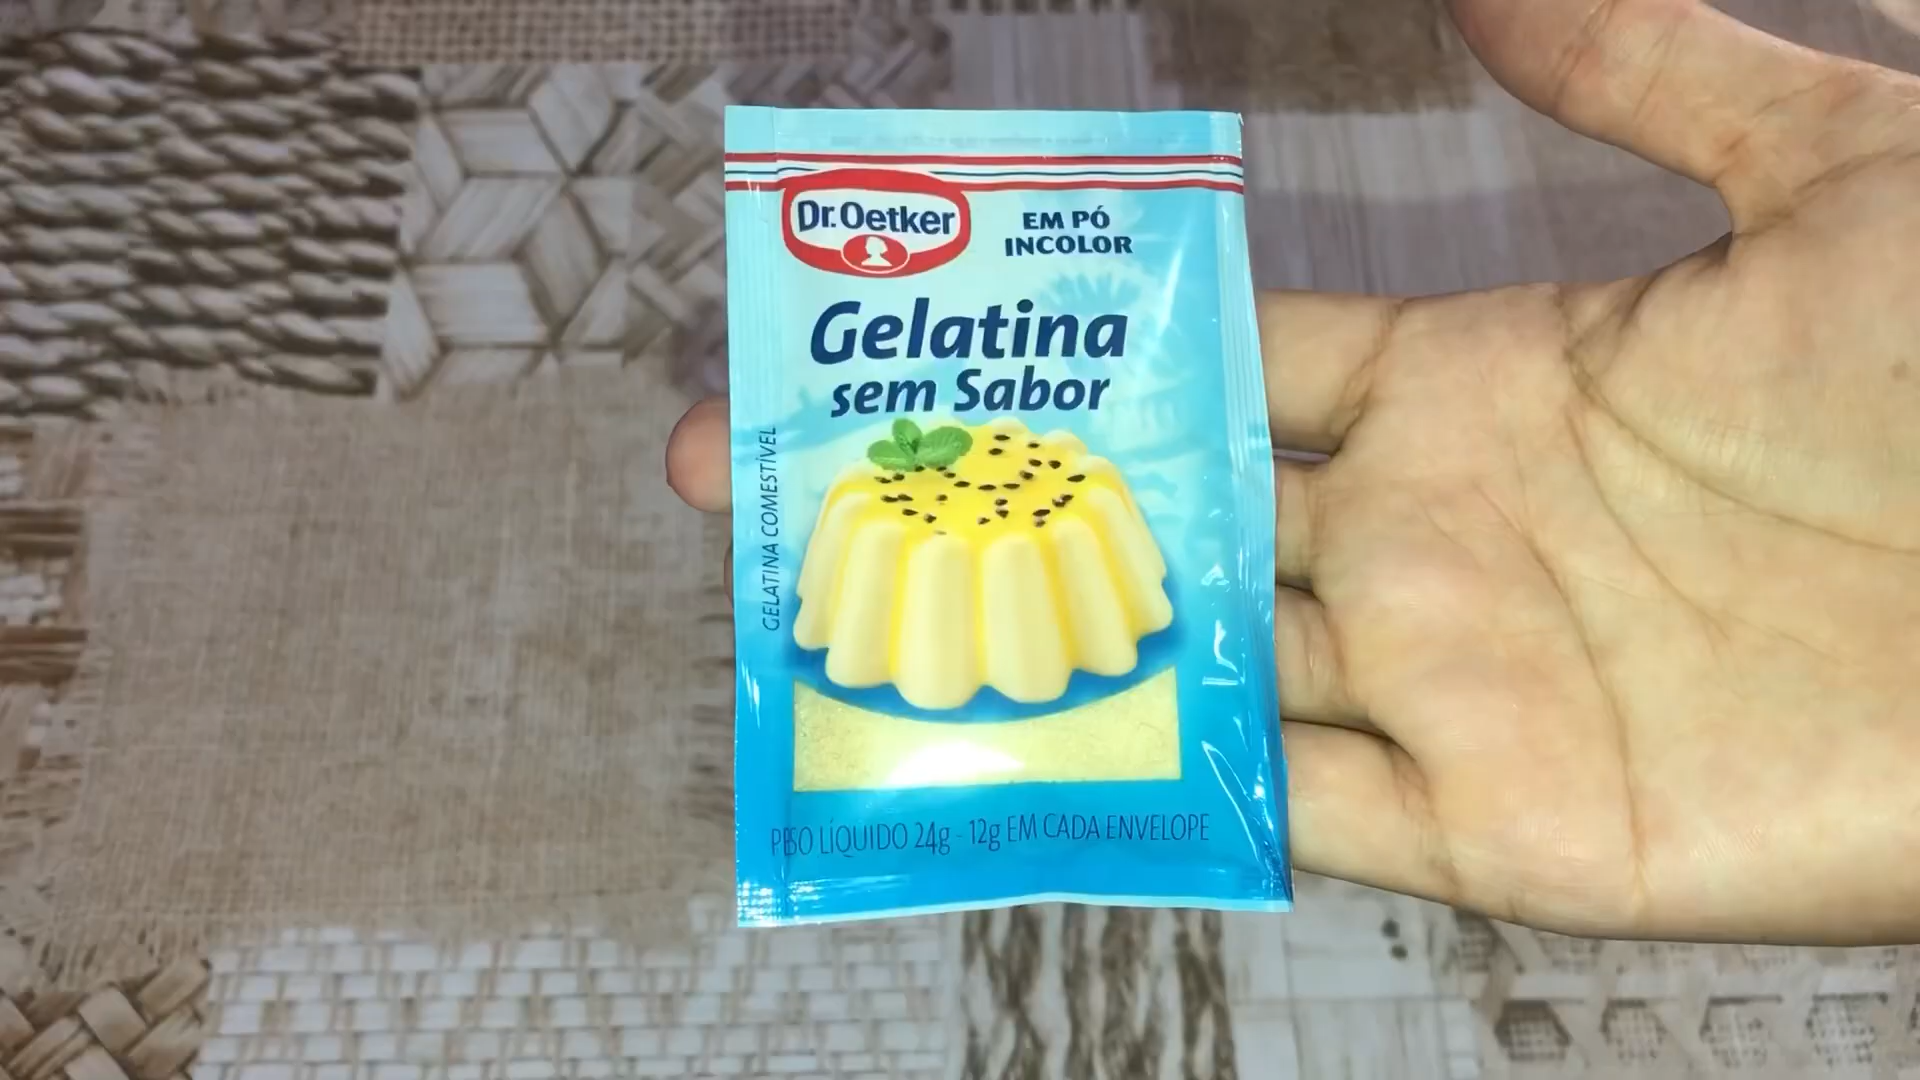 Dr.Oetker
EM PÓ
INCOLOR
Gelatina
sem Sabor
GELATINA COMESTÍVEL
PESO LÍQUIDO 24g - 12g EM CADA ENVELOPE